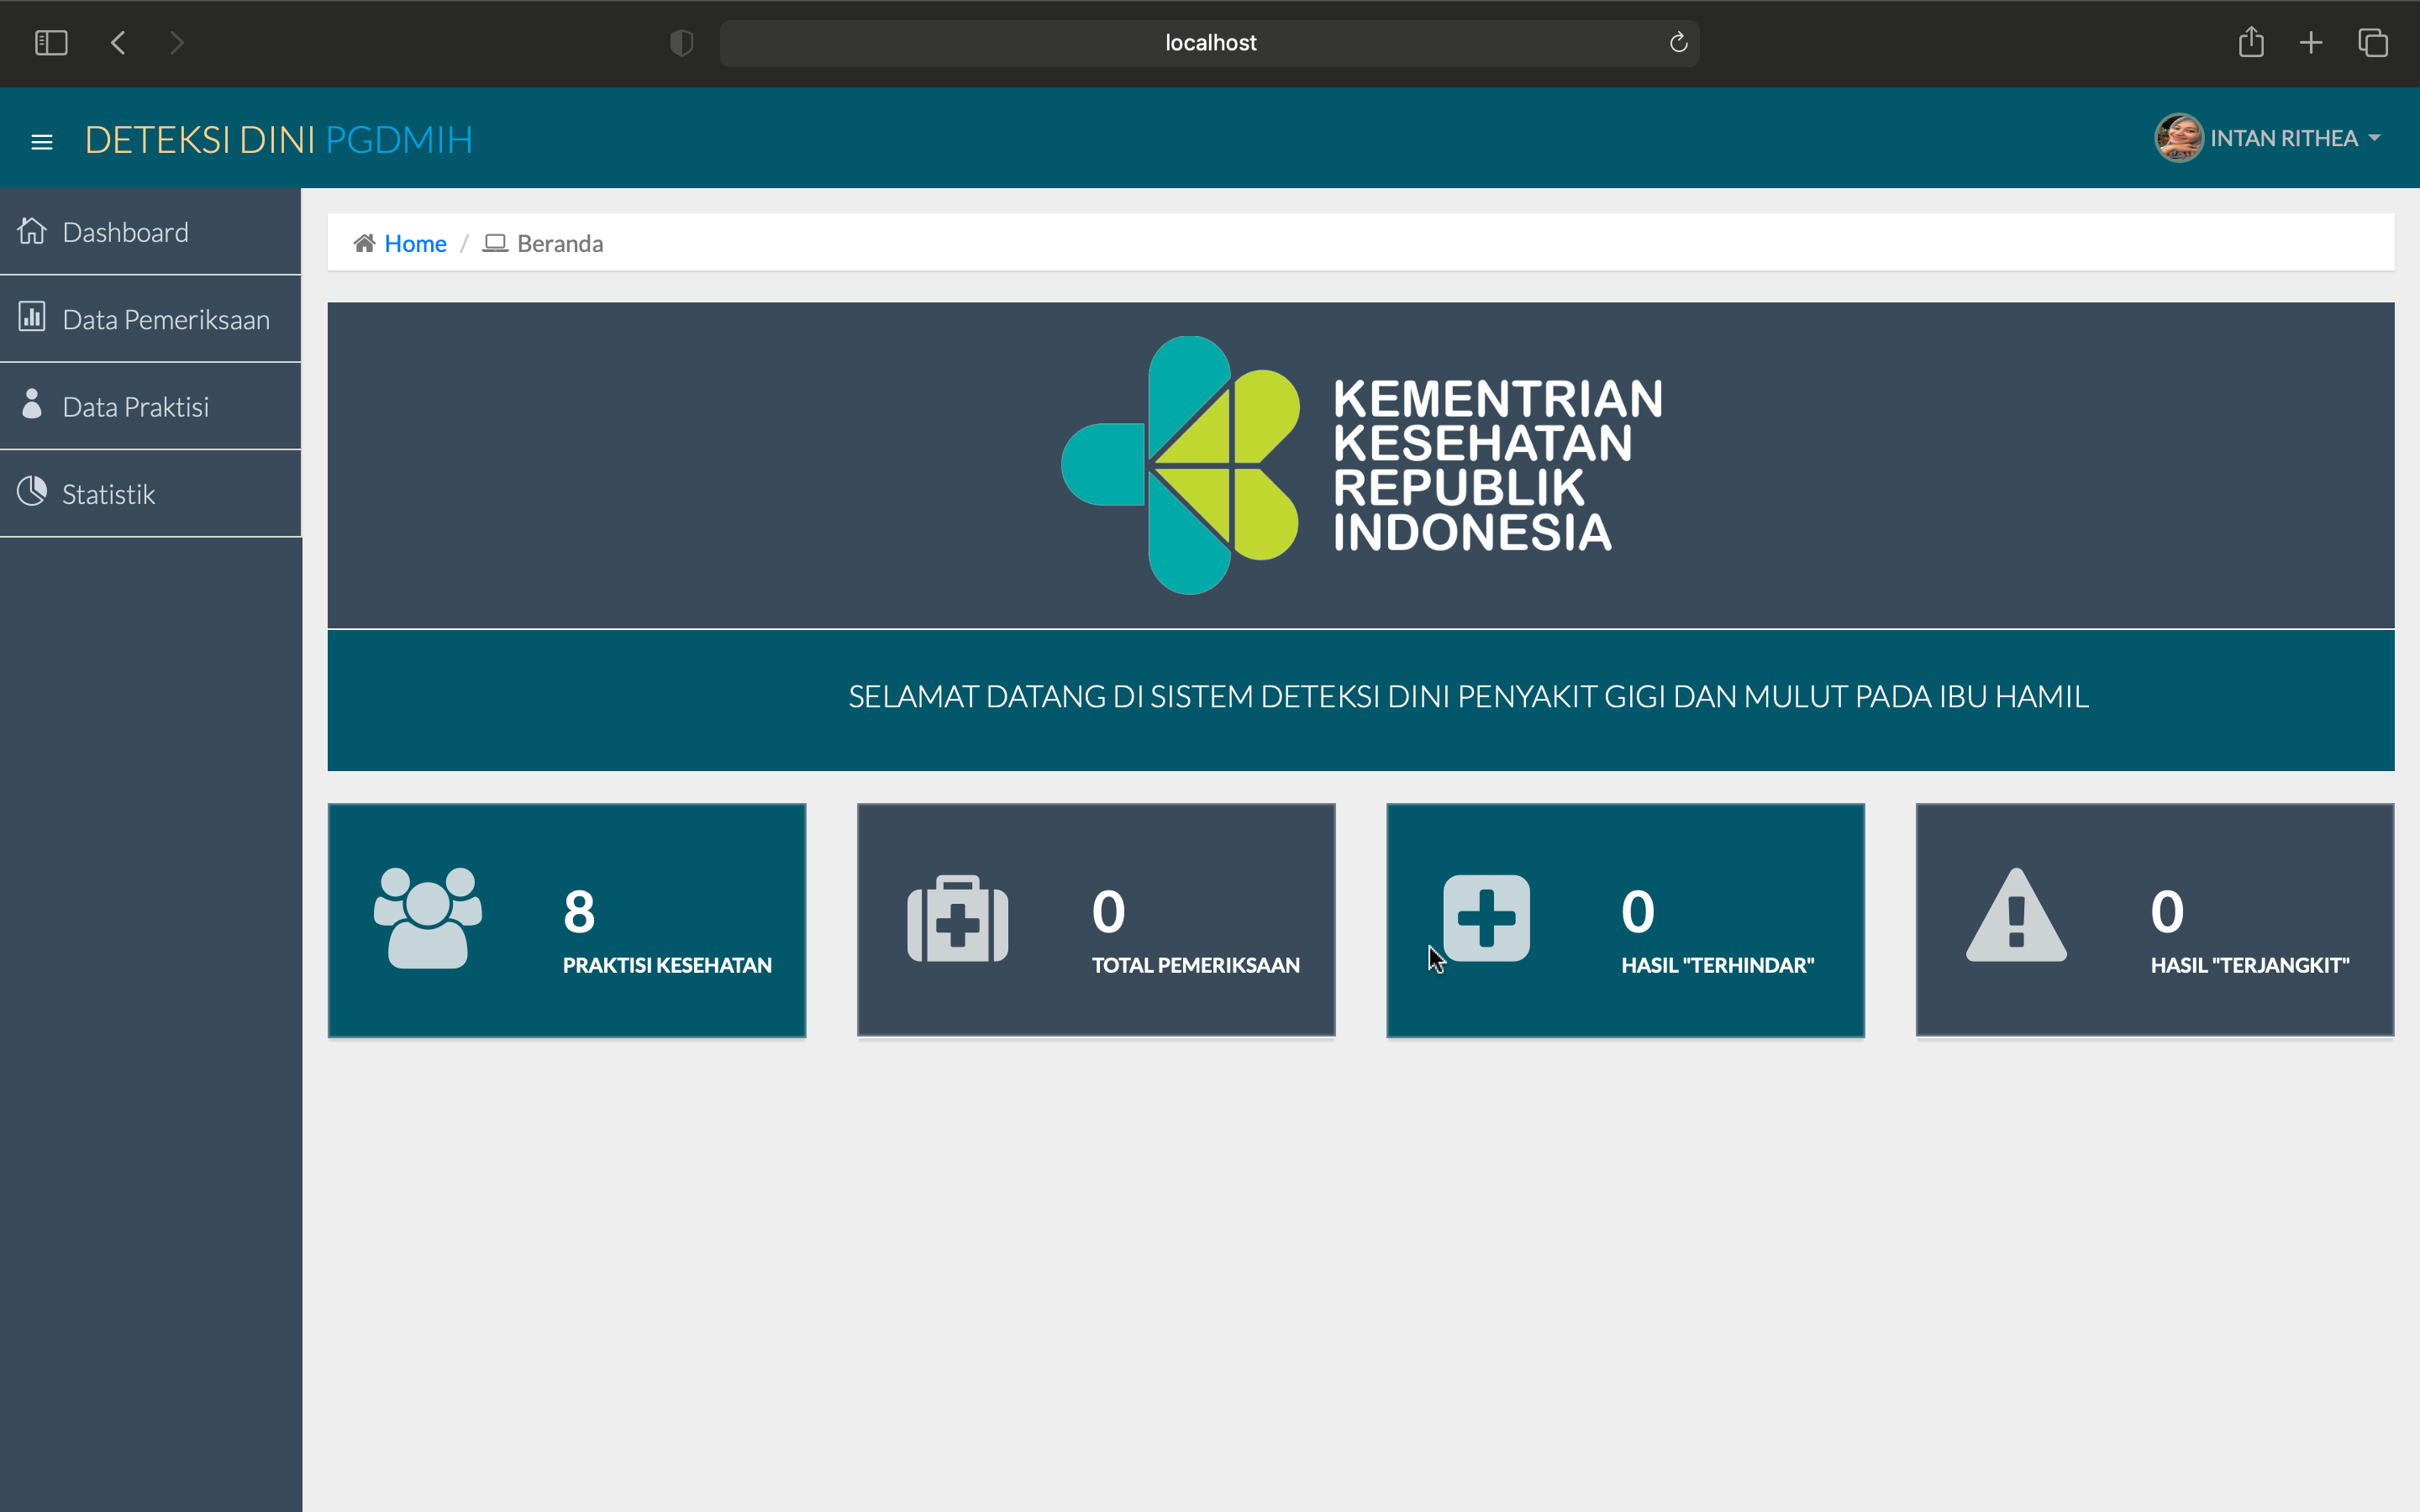 localhost
DETEKSI DINI PGDMIH
INTAN RITHEA
Dashboard
Data Pemeriksaan
Data Praktisi
Statistik
Home / Beranda
KEMENTRIAN
KESEHATAN
REPUBLIK
INDONESIA
SELAMAT DATANG DI SISTEM DETEKSI DINI PENYAKIT GIGI DAN MULUT PADA IBU HAMIL
8
PRAKTISI KESEHATAN
0
TOTAL PEMERIKSAAN
0
HASIL "TERHINDAR"
0
HASIL "TERJANGKIT"